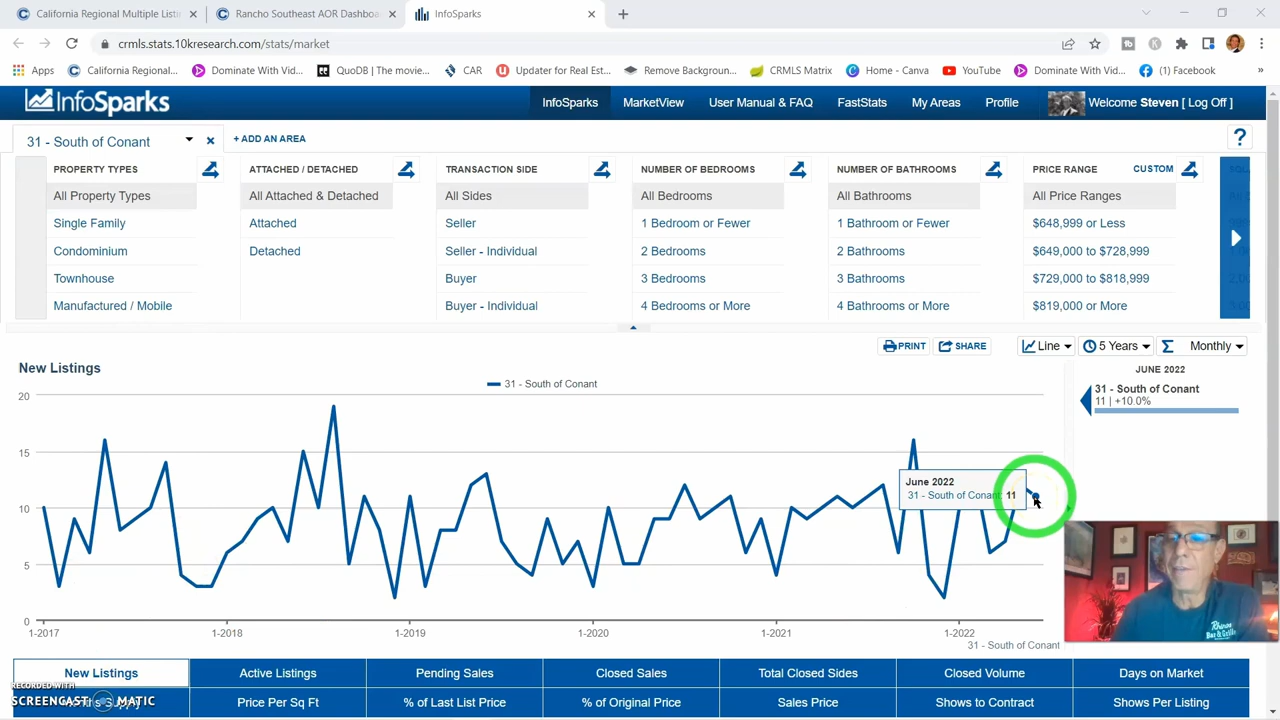 California Regional Multiple Listi
Rancho Southeast AOR Dashboa
InfoSparks
crmls.stats.10kresearch.com/stats/market
Apps
California Regional...
Dominate With Vid...
QuoDB | The movie...
CAR
Updater for Real Est...
Remove Backgroun...
CRMLS Matrix
Home - Canva
YouTube
Dominate With Vid...
(1) Facebook
»
InfoSparks
InfoSparks
MarketView
User Manual & FAQ
FastStats
My Areas
Profile
Welcome Steven [ Log Off ]
31 - South of Conant
+ ADD AN AREA
?
PROPERTY TYPES
All Property Types
Single Family
Condominium
Townhouse
Manufactured / Mobile
ATTACHED / DETACHED
All Attached & Detached
Attached
Detached
TRANSACTION SIDE
All Sides
Seller
Seller - Individual
Buyer
Buyer - Individual
NUMBER OF BEDROOMS
All Bedrooms
1 Bedroom or Fewer
2 Bedrooms
3 Bedrooms
4 Bedrooms or More
NUMBER OF BATHROOMS
All Bathrooms
1 Bathroom or Fewer
2 Bathrooms
3 Bathrooms
4 Bathrooms or More
PRICE RANGE CUSTOM
All Price Ranges
$648,999 or Less
$649,000 to $728,999
$729,000 to $818,999
$819,000 or More
PRINT
SHARE
Line
5 Years
Σ Monthly
New Listings
31 - South of Conant
JUNE 2022
31 - South of Conant
11 | +10.0%
20
15
10
5
0
June 2022
31 - South of Conant: 11
1-2017
1-2018
1-2019
1-2020
1-2021
1-2022
31 - South of Conant
Rhinos
Bar & Grille
New Listings
Active Listings
Pending Sales
Closed Sales
Total Closed Sides
Closed Volume
Days on Market
Price Per Sq Ft
% of Last List Price
% of Original Price
Sales Price
Shows to Contract
Shows Per Listing
RECORDED WITH
SCREENCAST MATIC